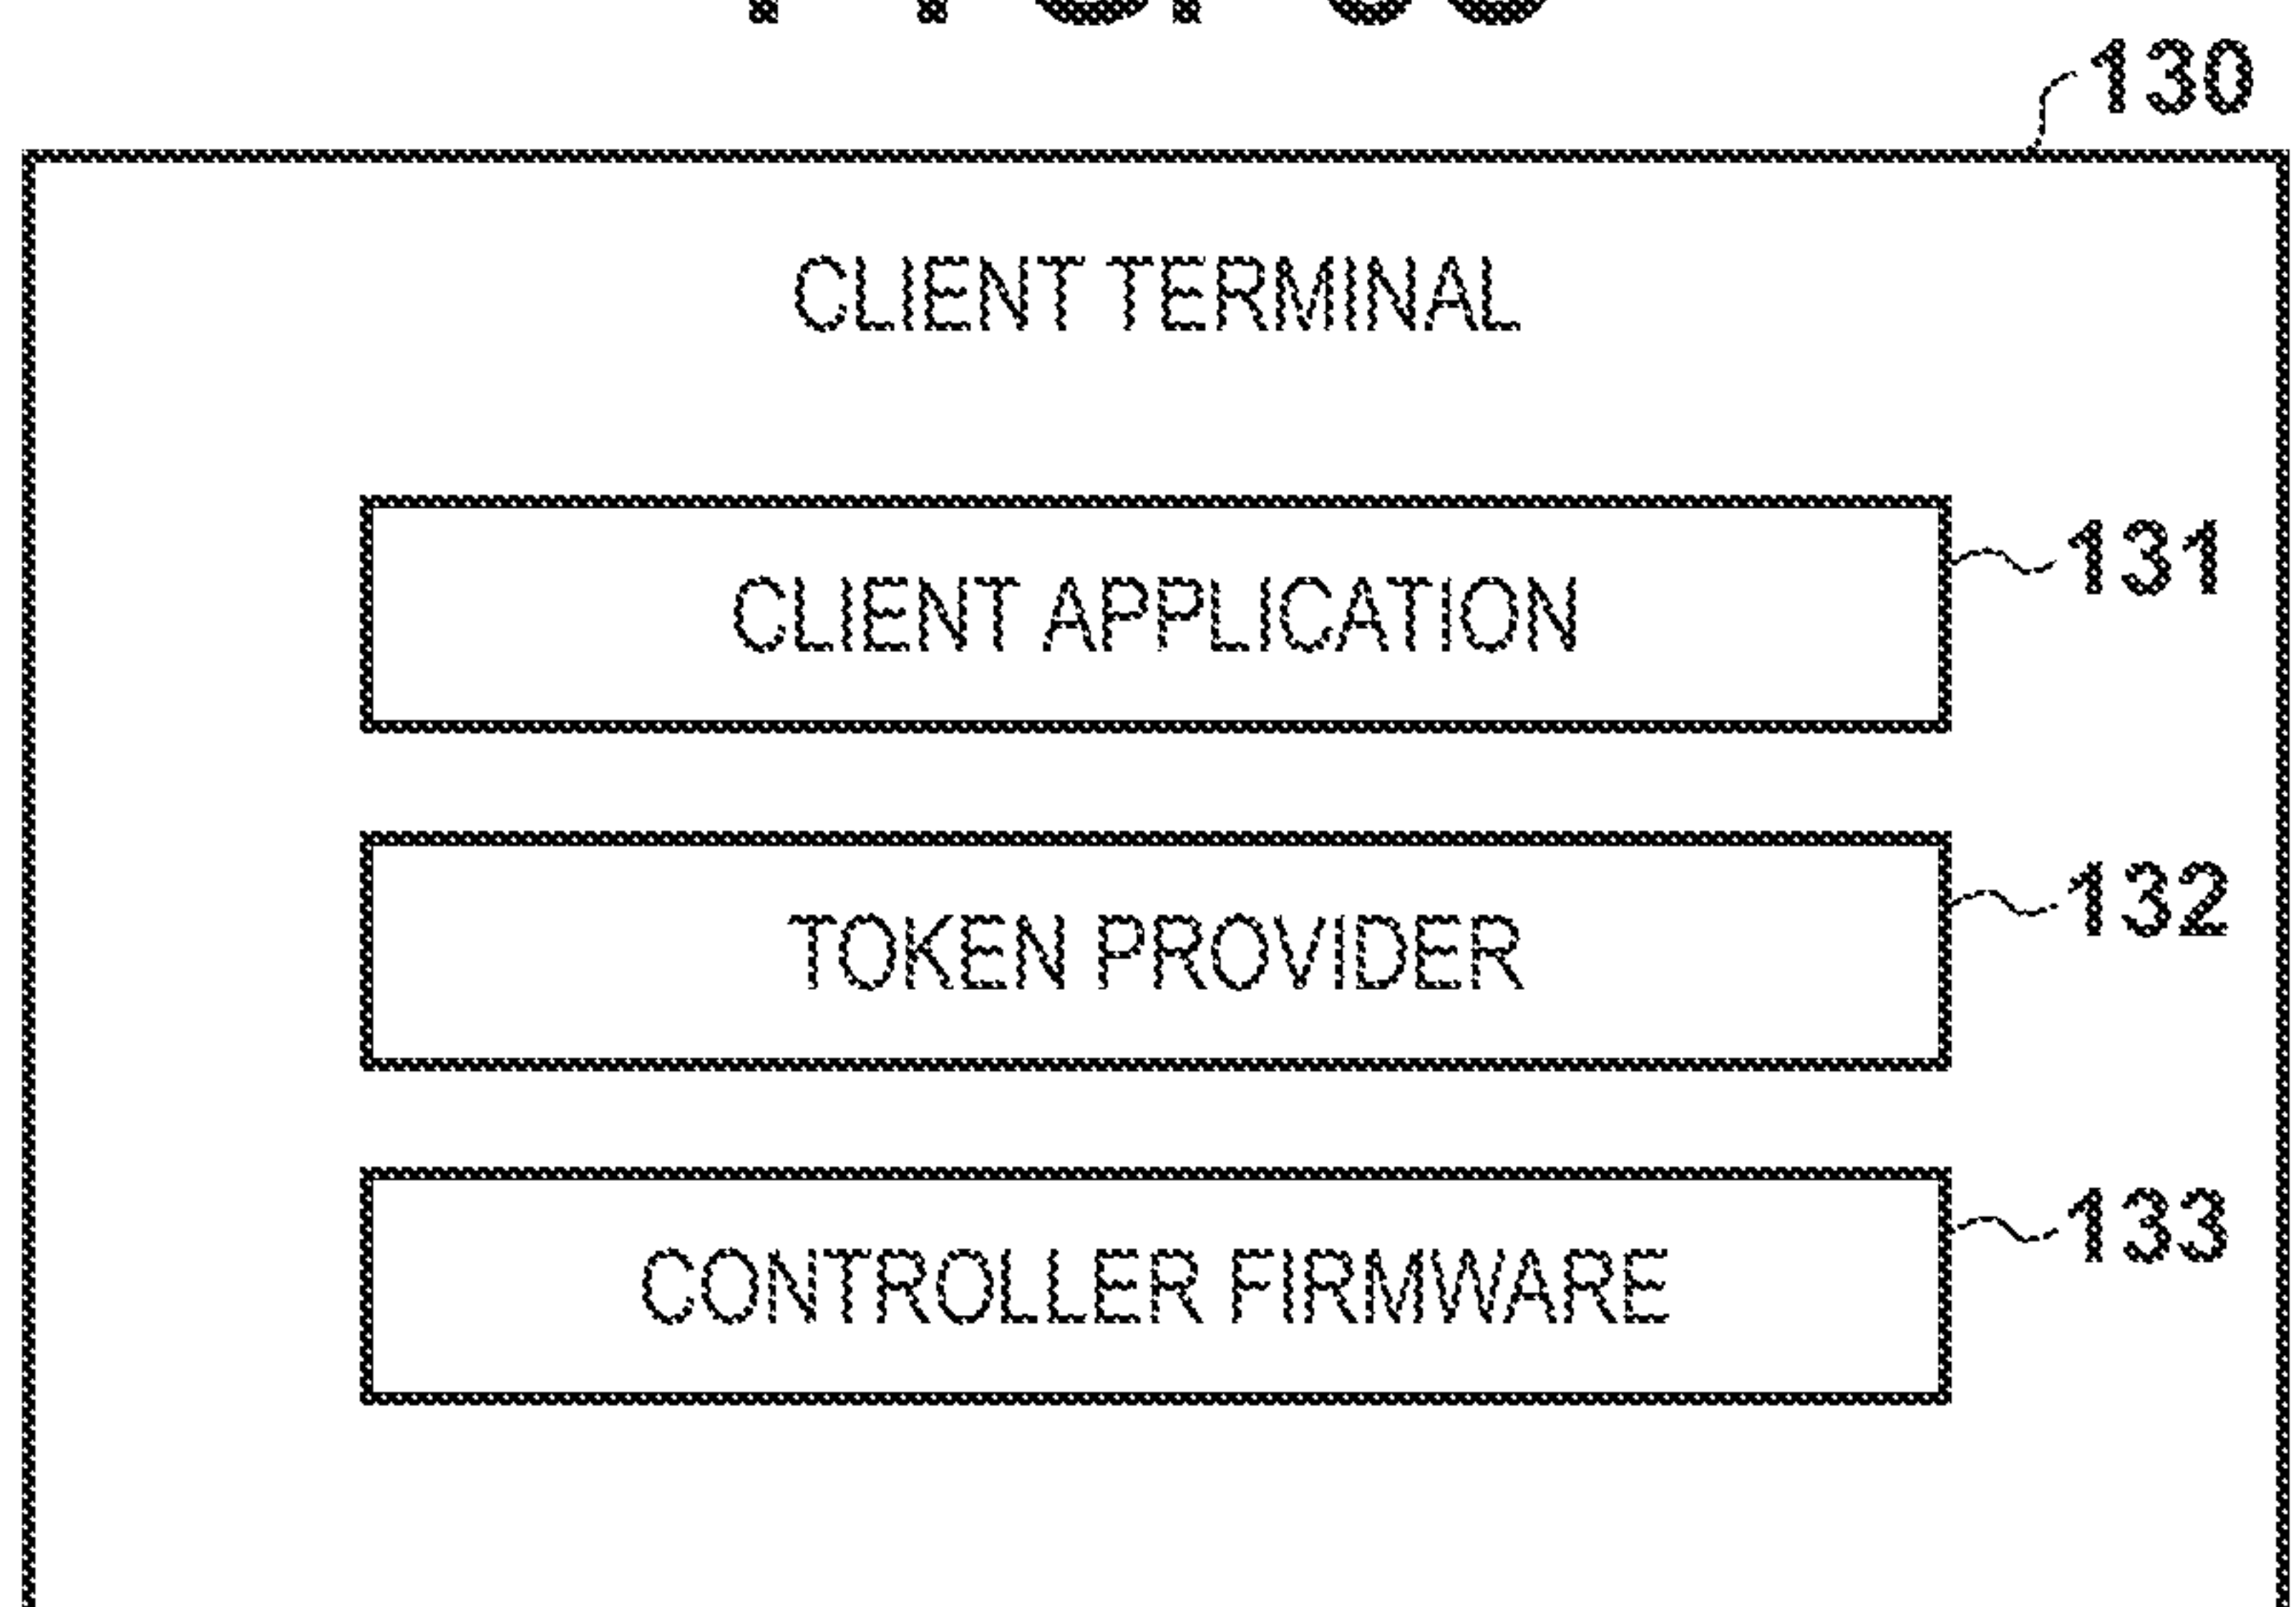 130
CLIENT TERMINAL
CLIENT APPLICATION
131
TOKEN PROVIDER
132
CONTROLLER FIRMWARE
133